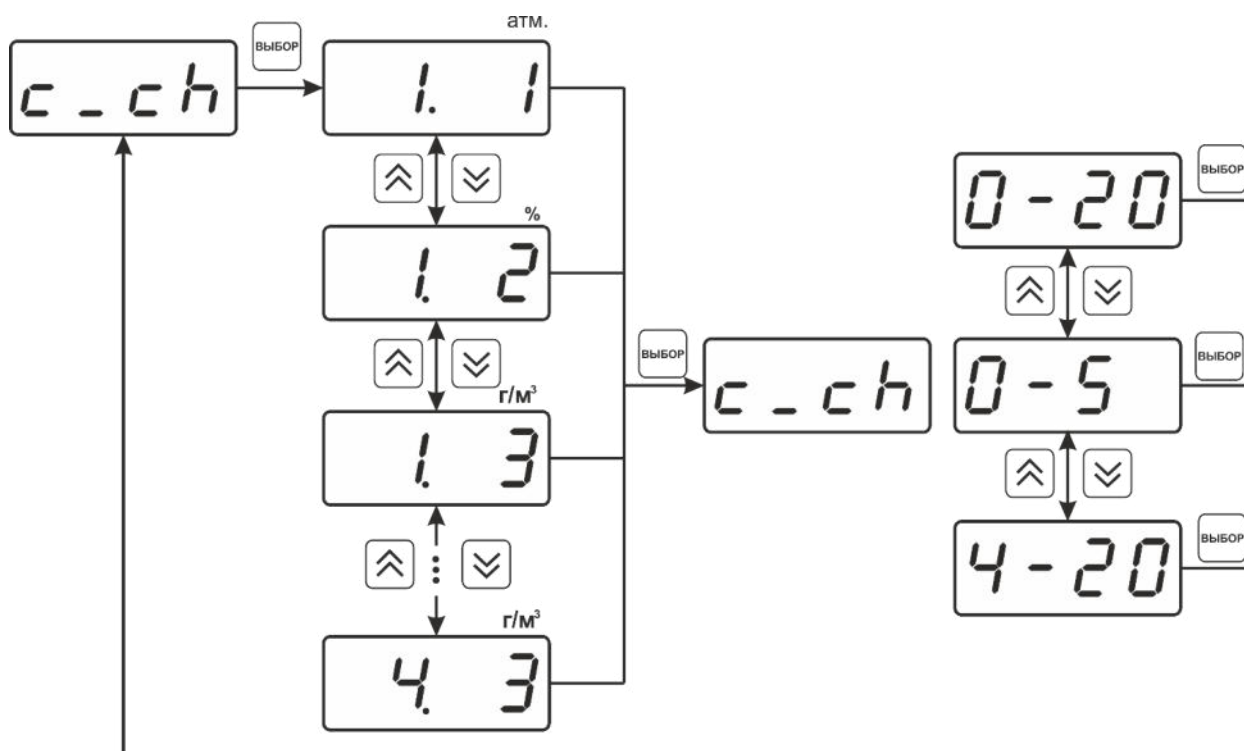 атм.
c_ch
ВЫБОР
1. 1
%
1. 2
г/м³
1. 3
г/м³
4. 3
ВЫБОР
c_ch
0-20
ВЫБОР
0-5
ВЫБОР
4-20
ВЫБОР